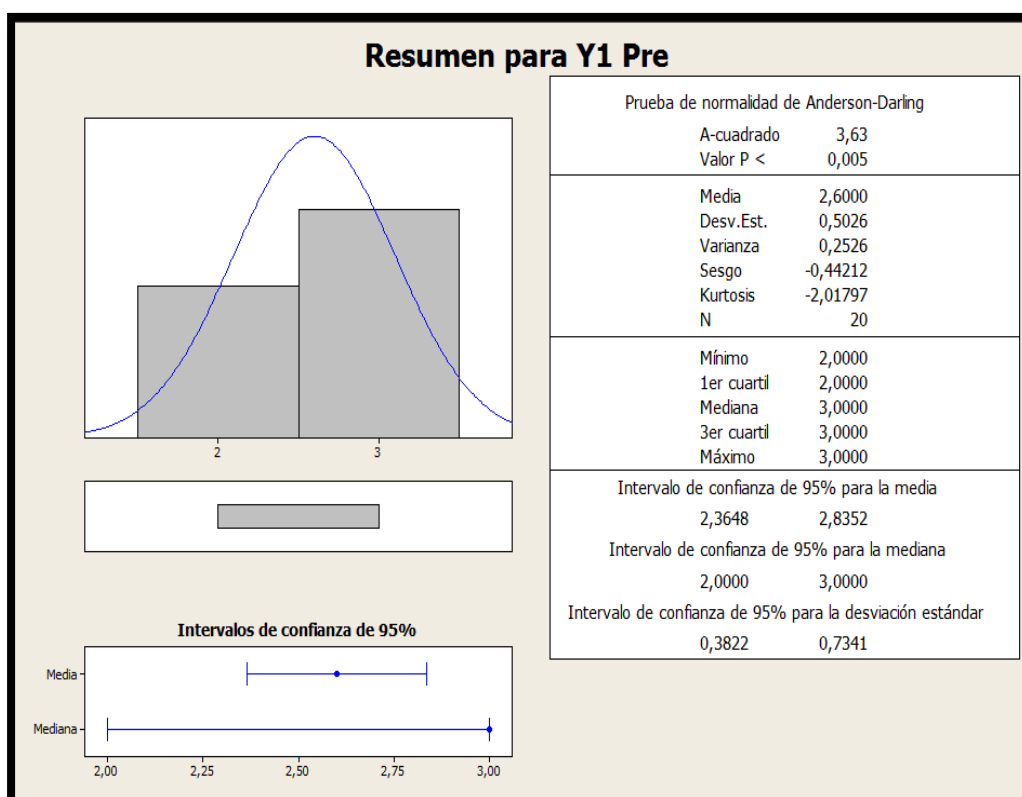 Resumen para Y1 Pre
2 3
Intervalos de confianza de 95%
Media
Mediana
2,00 2,25 2,50 2,75 3,00
Prueba de normalidad de Anderson-Darling
A-cuadrado 3,63
Valor P < 0,005
Media 2,6000
Desv.Est. 0,5026
Varianza 0,2526
Sesgo -0,44212
Kurtosis -2,01797
N 20
Mínimo 2,0000
1er cuartil 2,0000
Mediana 3,0000
3er cuartil 3,0000
Máximo 3,0000
Intervalo de confianza de 95% para la media
2,3648 2,8352
Intervalo de confianza de 95% para la mediana
2,0000 3,0000
Intervalo de confianza de 95% para la desviación estándar
0,3822 0,7341